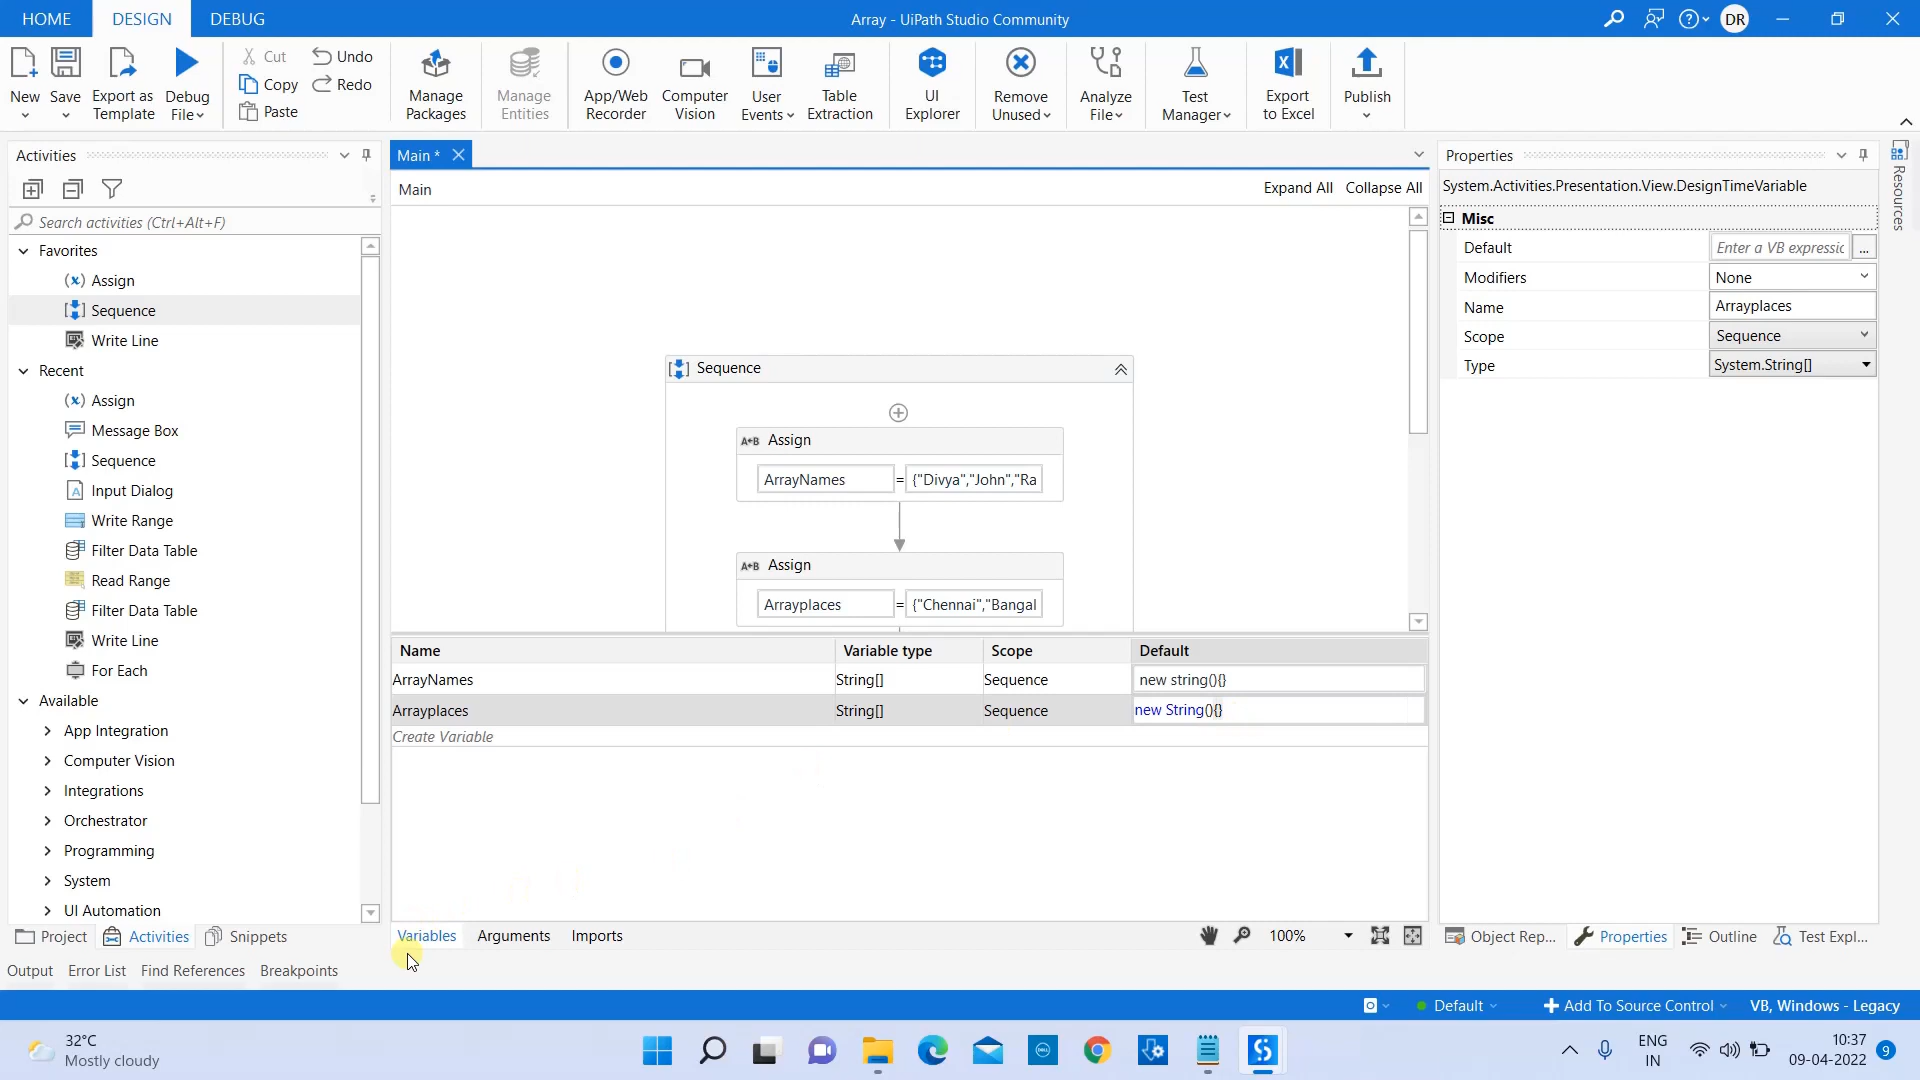 HOME DESIGN DEBUG Array - UiPath Studio Community DR
New Save Export as Template Debug File Cut Copy Paste Undo Redo Manage Packages Manage Entities App/Web Recorder Computer Vision User Events Table Extraction UI Explorer Remove Unused Analyze File Test Manager Export to Excel Publish
Activities
Search activities (Ctrl+Alt+F)
Favorites
Assign
Sequence
Write Line
Recent
Assign
Message Box
Sequence
Input Dialog
Write Range
Filter Data Table
Read Range
Filter Data Table
Write Line
For Each
Available
App Integration
Computer Vision
Integrations
Orchestrator
Programming
System
UI Automation
Project Activities Snippets
Main *
Main Expand All Collapse All
Sequence
A+B Assign
ArrayNames = {"Divya","John","Ra
A+B Assign
Arrayplaces = {"Chennai","Bangal
Name Variable type Scope Default
ArrayNames String[] Sequence new string(){}
Arrayplaces String[] Sequence new String(){}
Create Variable
Variables Arguments Imports 100%
Properties
System.Activities.Presentation.View.DesignTimeVariable
Misc
Default Enter a VB expressic ...
Modifiers None
Name Arrayplaces
Scope Sequence
Type System.String[]
Object Rep... Properties Outline Test Expl...
Resources
Output Error List Find References Breakpoints
Default Add To Source Control VB, Windows - Legacy
32°C
Mostly cloudy
DELL
ENG
IN
10:37
09-04-2022
9